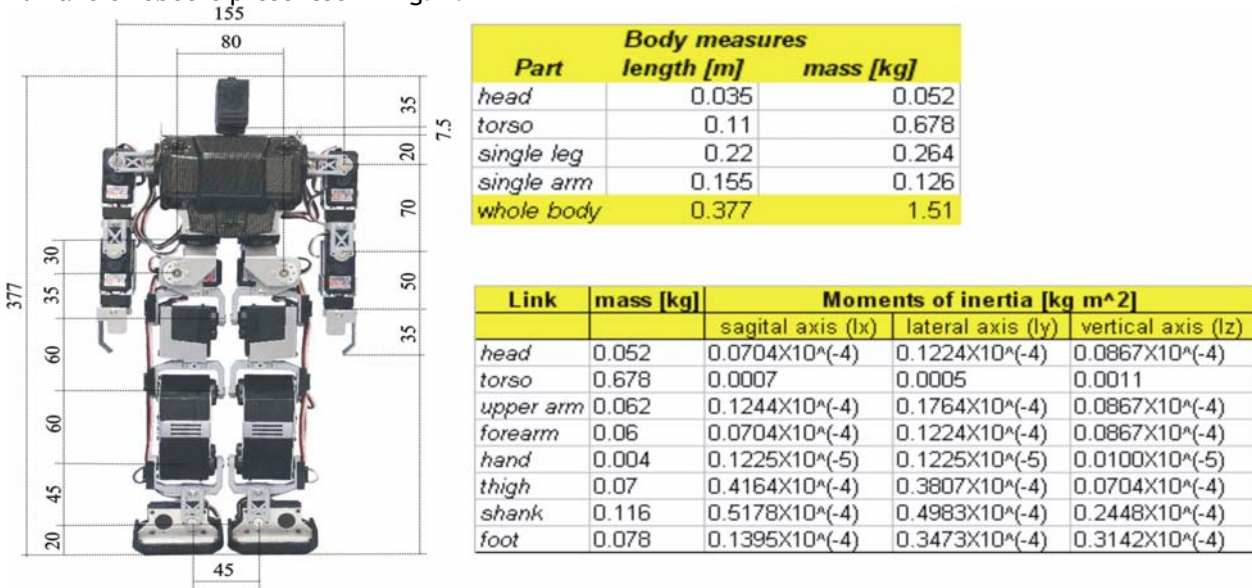 155
80
377
35
7.5
20
70
50
35
30
35
60
60
45
20
45
Body measures
Part length [m] mass [kg]
head 0.035 0.052
torso 0.11 0.678
single leg 0.22 0.264
single arm 0.155 0.126
whole body 0.377 1.51
Link mass [kg] Moments of inertia [kg m^2]
sagital axis (Ix) lateral axis (Iy) vertical axis (Iz)
head 0.052 0.0704X10^(-4) 0.1224X10^(-4) 0.0867X10^(-4)
torso 0.678 0.0007 0.0005 0.0011
upper arm 0.062 0.1244X10^(-4) 0.1764X10^(-4) 0.0867X10^(-4)
forearm 0.06 0.0704X10^(-4) 0.1224X10^(-4) 0.0867X10^(-4)
hand 0.004 0.1225X10^(-5) 0.1225X10^(-5) 0.0100X10^(-5)
thigh 0.07 0.4164X10^(-4) 0.3807X10^(-4) 0.0704X10^(-4)
shank 0.116 0.5178X10^(-4) 0.4983X10^(-4) 0.2448X10^(-4)
foot 0.078 0.1395X10^(-4) 0.3473X10^(-4) 0.3142X10^(-4)